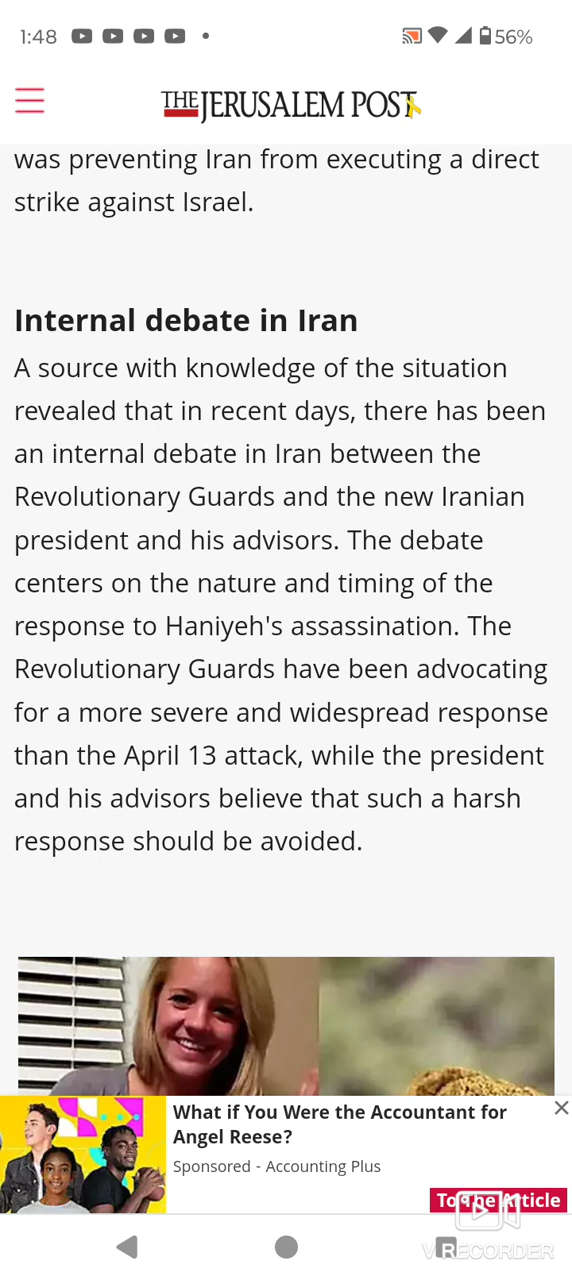 1:48
56%
THE JERUSALEM POST
was preventing Iran from executing a direct
strike against Israel.
Internal debate in Iran
A source with knowledge of the situation
revealed that in recent days, there has been
an internal debate in Iran between the
Revolutionary Guards and the new Iranian
president and his advisors. The debate
centers on the nature and timing of the
response to Haniyeh's assassination. The
Revolutionary Guards have been advocating
for a more severe and widespread response
than the April 13 attack, while the president
and his advisors believe that such a harsh
response should be avoided.
What if You Were the Accountant for
Angel Reese?
Sponsored - Accounting Plus
To The Article
VRECORDER